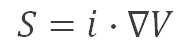 S = i · ∇V